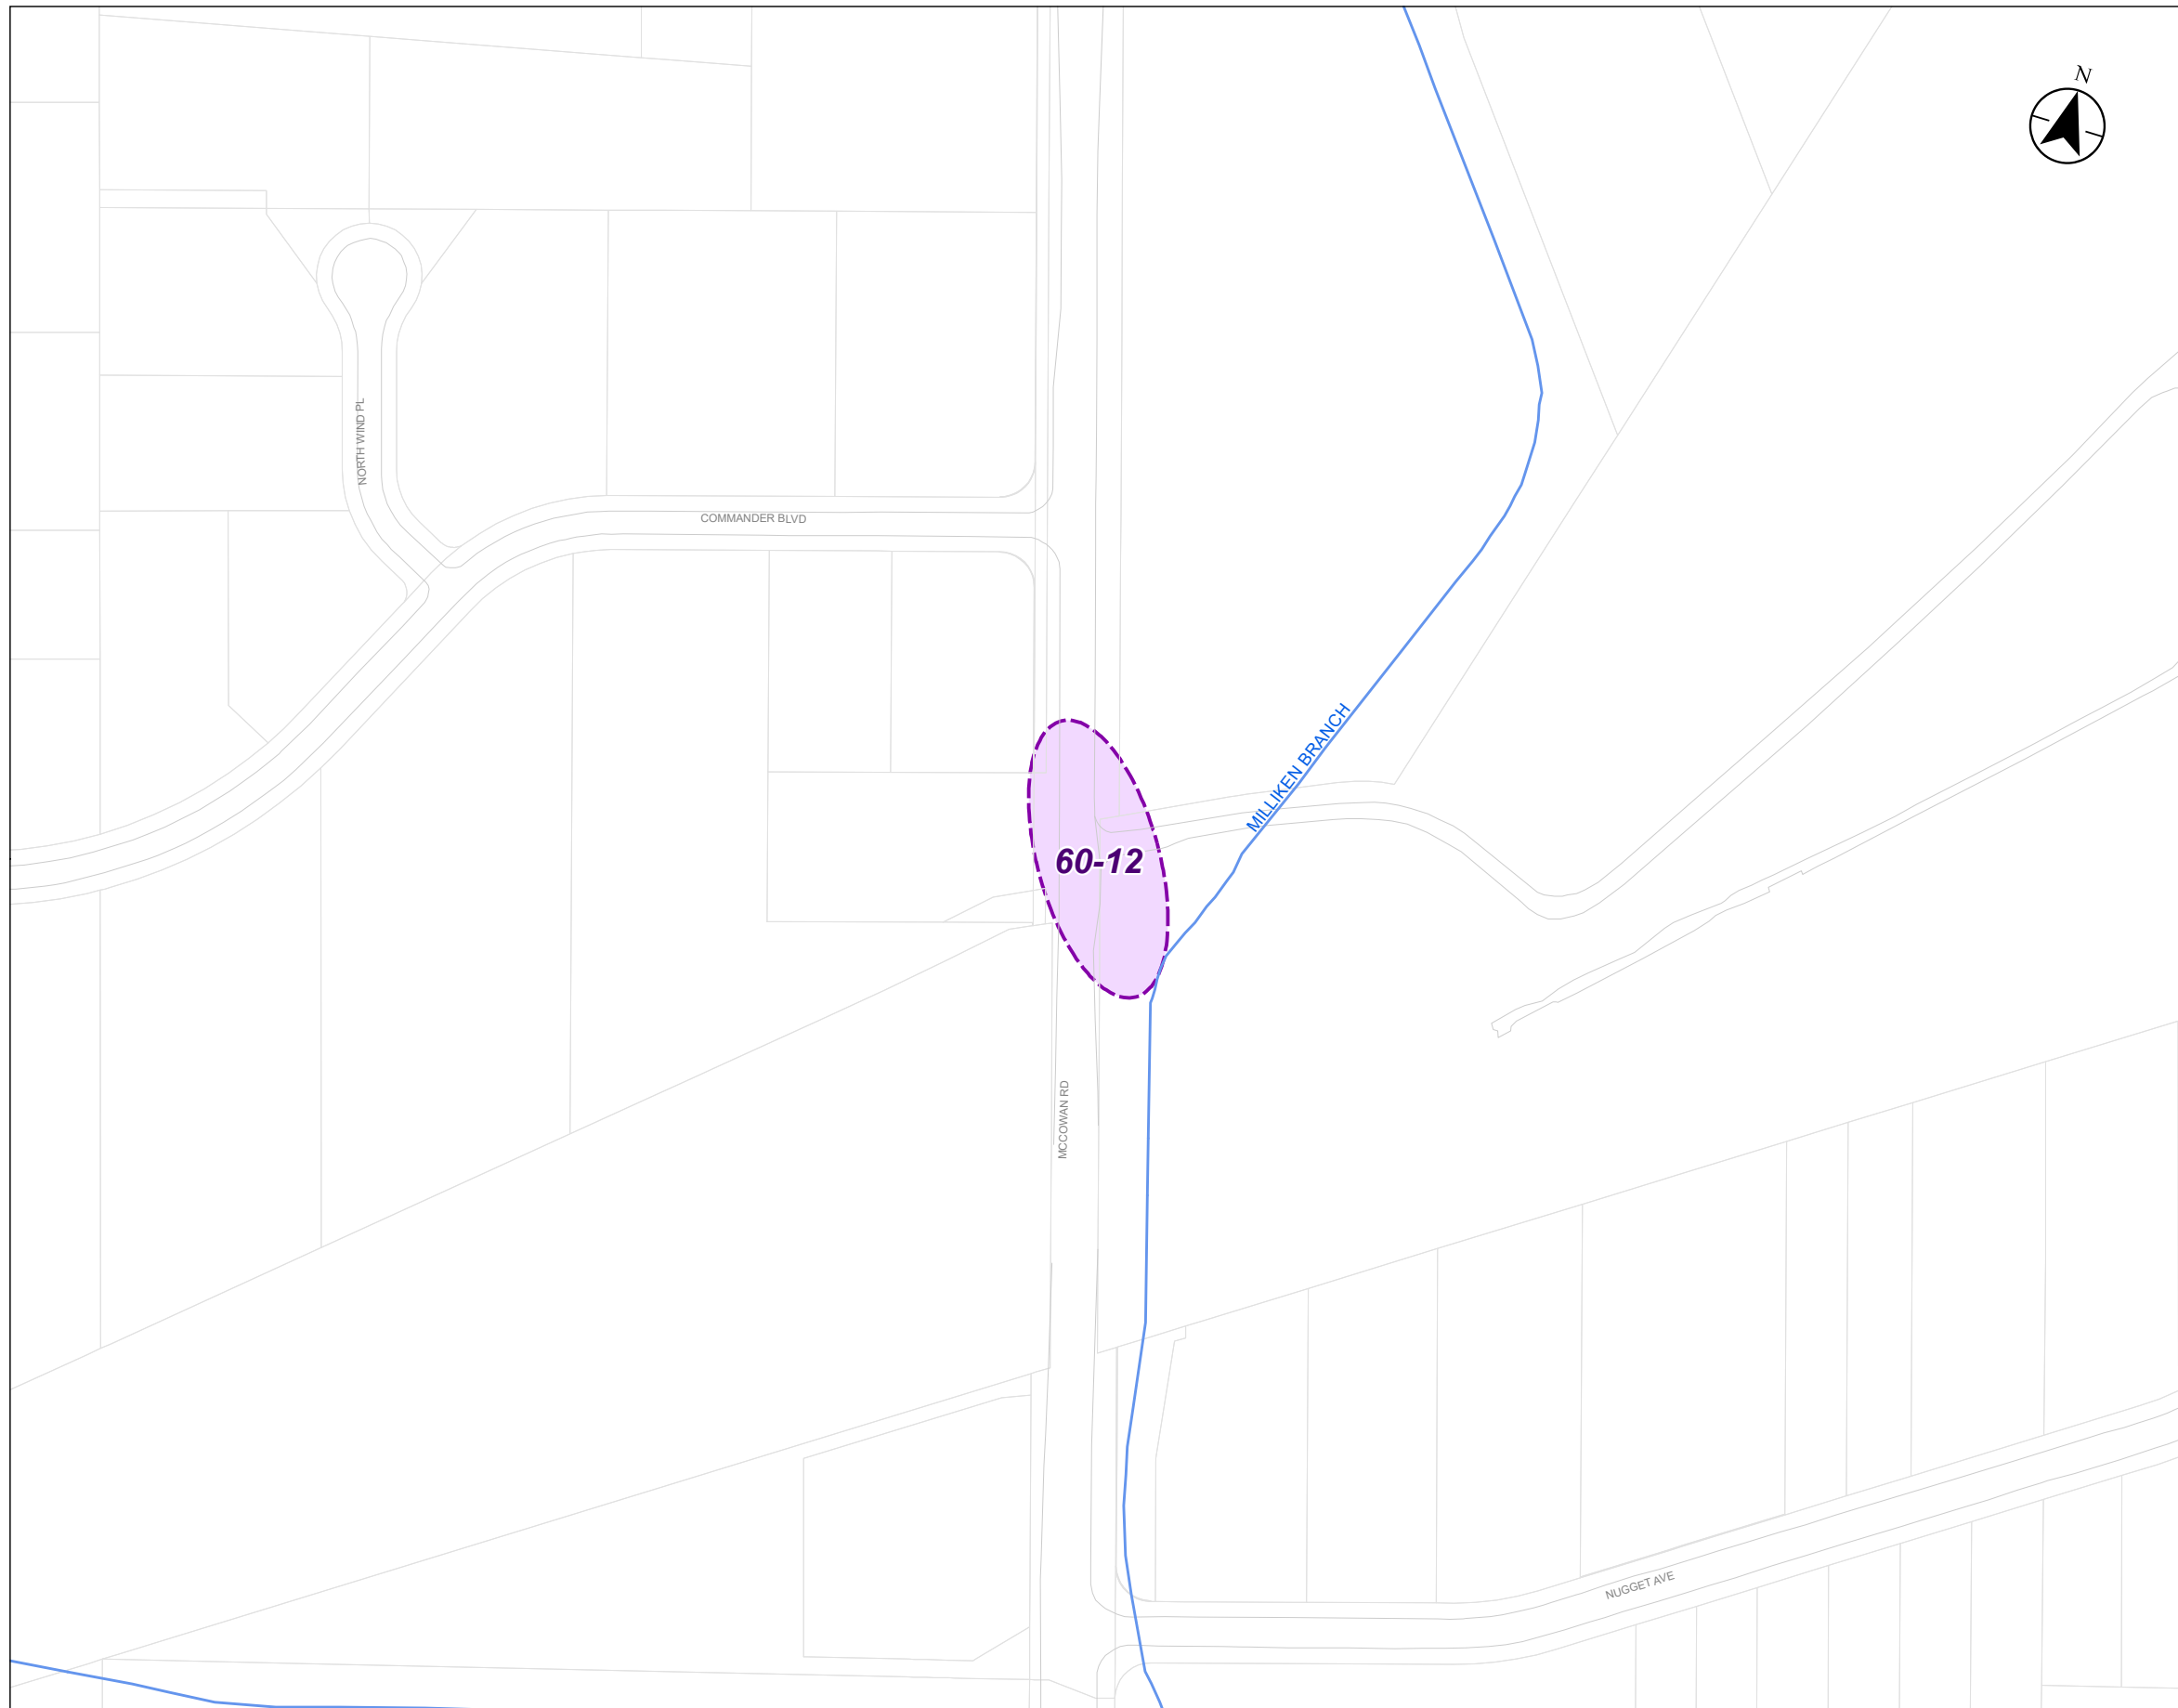 N
NORTH WIND PL
COMMANDER BLVD
MILLIKEN BRANCH
60-12
MCCOWAN RD
NUGGET AVE